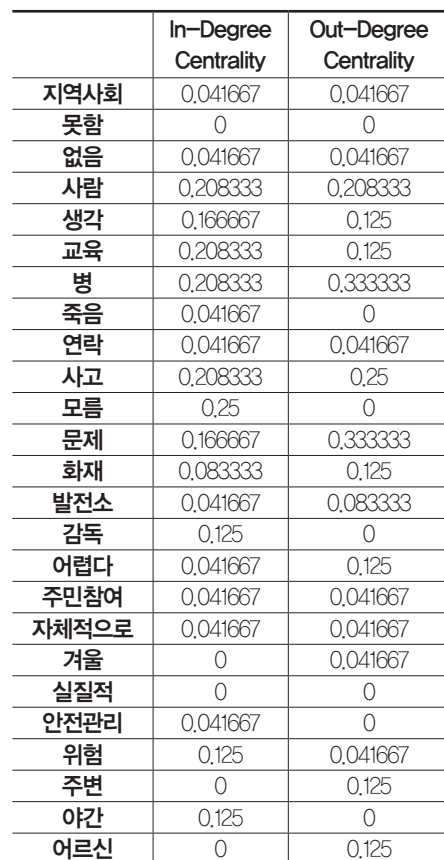 In-Degree Centrality Out-Degree Centrality
지역사회 0.041667 0.041667
못함 0 0
없음 0.041667 0.041667
사람 0.208333 0.208333
생각 0.166667 0.125
교육 0.208333 0.125
병 0.208333 0.333333
죽음 0.041667 0
연락 0.041667 0.041667
사고 0.208333 0.25
모름 0.25 0
문제 0.166667 0.333333
화재 0.083333 0.125
발전소 0.041667 0.083333
감독 0.125 0
어렵다 0.041667 0.125
주민참여 0.041667 0.041667
자체적으로 0.041667 0.041667
겨울 0 0.041667
실질적 0 0
안전관리 0.041667 0
위험 0.125 0.041667
주변 0 0.125
야간 0.125 0
어르신 0 0.125